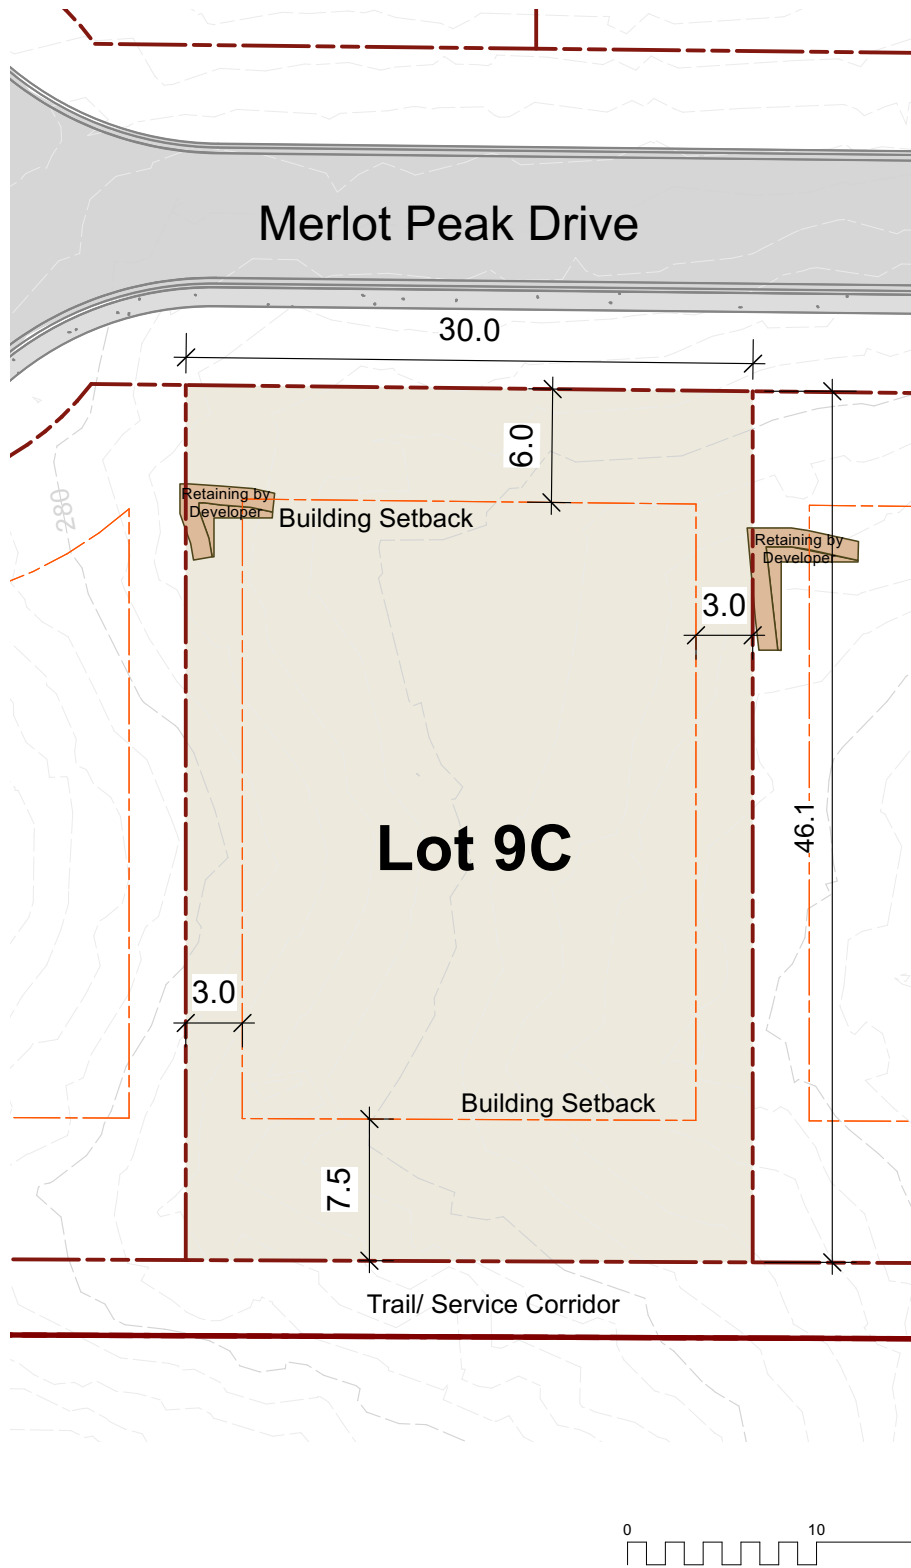 Merlot Peak Drive
30.0
6.0
280
Retaining by
Developer
Building Setback
Retaining by
Developer
3.0
46.1
Lot 9C
3.0
Building Setback
7.5
Trail/ Service Corridor
0 10